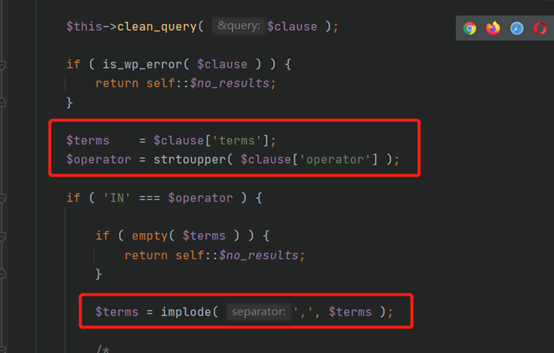 $this->clean_query( &query: $clause );
if ( is_wp_error( $clause ) ) {
return self::$no_results;
}
$terms    = $clause['terms'];
$operator = strtoupper( $clause['operator'] );
if ( 'IN' === $operator ) {
if ( empty( $terms ) ) {
return self::$no_results;
}
$terms = implode( separator: ',', $terms );
/*